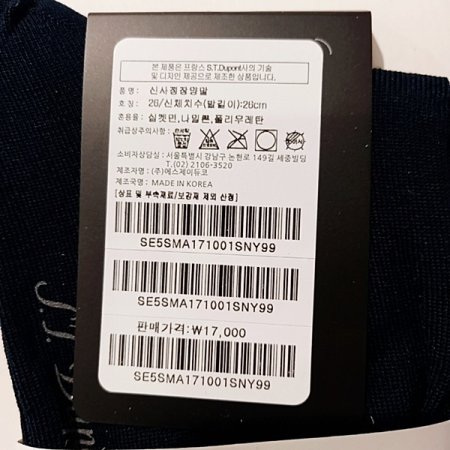 본 제품은 프랑스 S.T.Dupont사의 기술
및 디자인 제공으로 제조한 상품입니다.
품명 : 신사정장양말
호수 : 26/신체치수(발길이):26cm
혼용율 : 실켓면,나일론,폴리우레탄
취급상주의사항 :
소비자상담실 : 서울특별시 강남구 논현로 149길 세종빌딩
T.(02) 2106-3520
제조자명 : (주)에스제이듀코
제조국명 : MADE IN KOREA
[상표 및 부속재료/보강재 제외 산정]
SE5SMA171001SNY99
SE5SMA171001SNY99
판매가격:₩17,000
SE5SMA171001SNY99
S.T. D